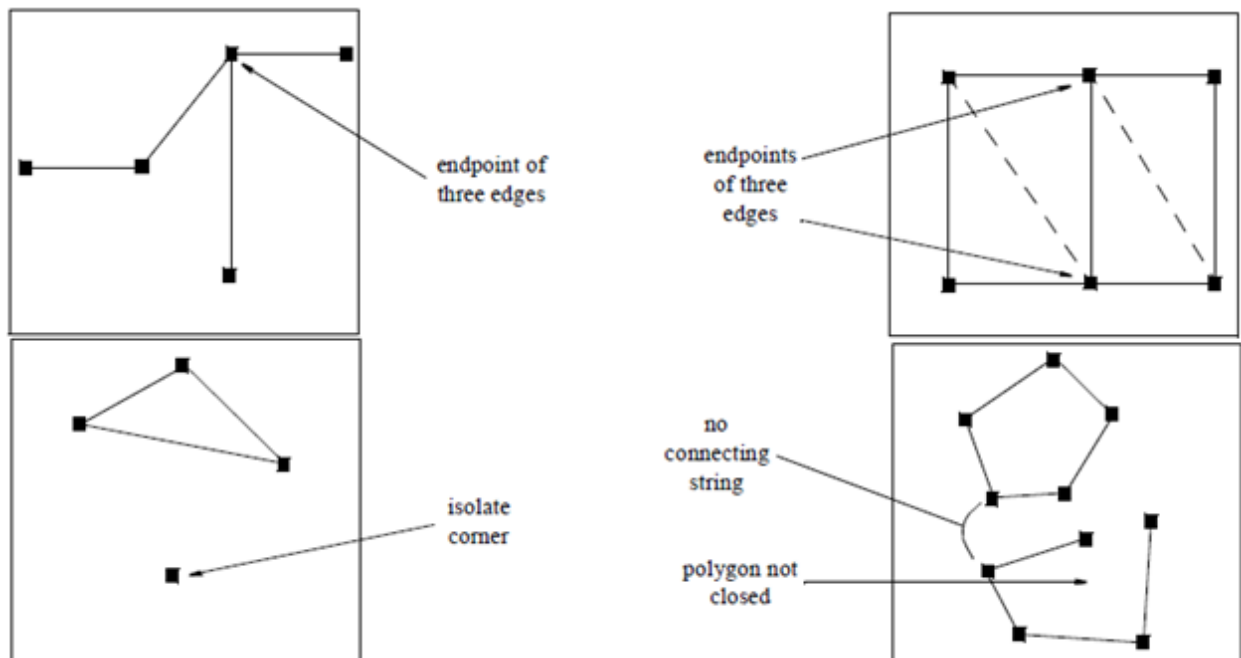 endpoint of
three edges
endpoints
of three
edges
isolate
corner
no
connecting
string
polygon not
closed